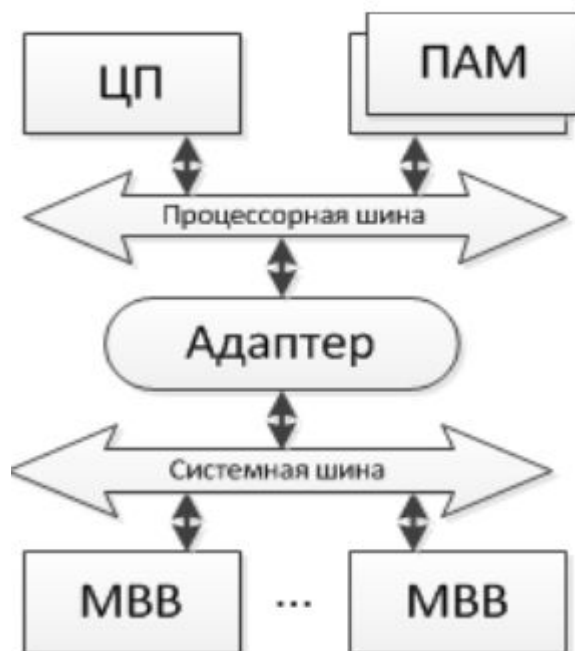 ЦП
ПАМ
Процессорная шина
Адаптер
Системная шина
МВВ ... МВВ